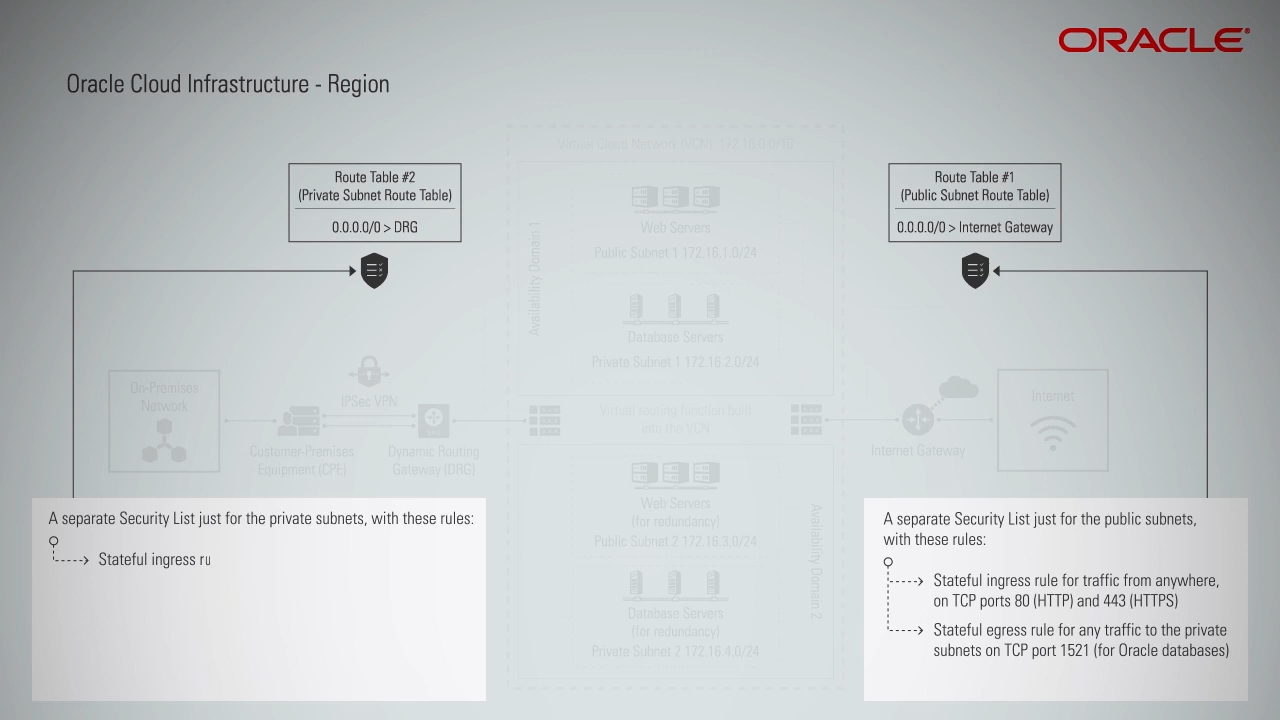 ORACLE®
Oracle Cloud Infrastructure - Region
Virtual Cloud Network (VCN) 172.16.0.0/16
Route Table #2
(Private Subnet Route Table)
0.0.0.0/0 > DRG
Route Table #1
(Public Subnet Route Table)
0.0.0.0/0 > Internet Gateway
Availability Domain 1
Web Servers
Public Subnet 1 172.16.1.0/24
Database Servers
Private Subnet 1 172.16.2.0/24
On-Premises
Network
IPSec VPN
Customer-Premises
Equipment (CPE)
Dynamic Routing
Gateway (DRG)
Virtual routing function built
into the VCN
Internet Gateway
Internet
Web Servers
(for redundancy)
Public Subnet 2 172.16.3.0/24
Database Servers
(for redundancy)
Private Subnet 2 172.16.4.0/24
Availability Domain 2
A separate Security List just for the private subnets, with these rules:
Stateful ingress ru
A separate Security List just for the public subnets,
with these rules:
Stateful ingress rule for traffic from anywhere,
on TCP ports 80 (HTTP) and 443 (HTTPS)
Stateful egress rule for any traffic to the private
subnets on TCP port 1521 (for Oracle databases)